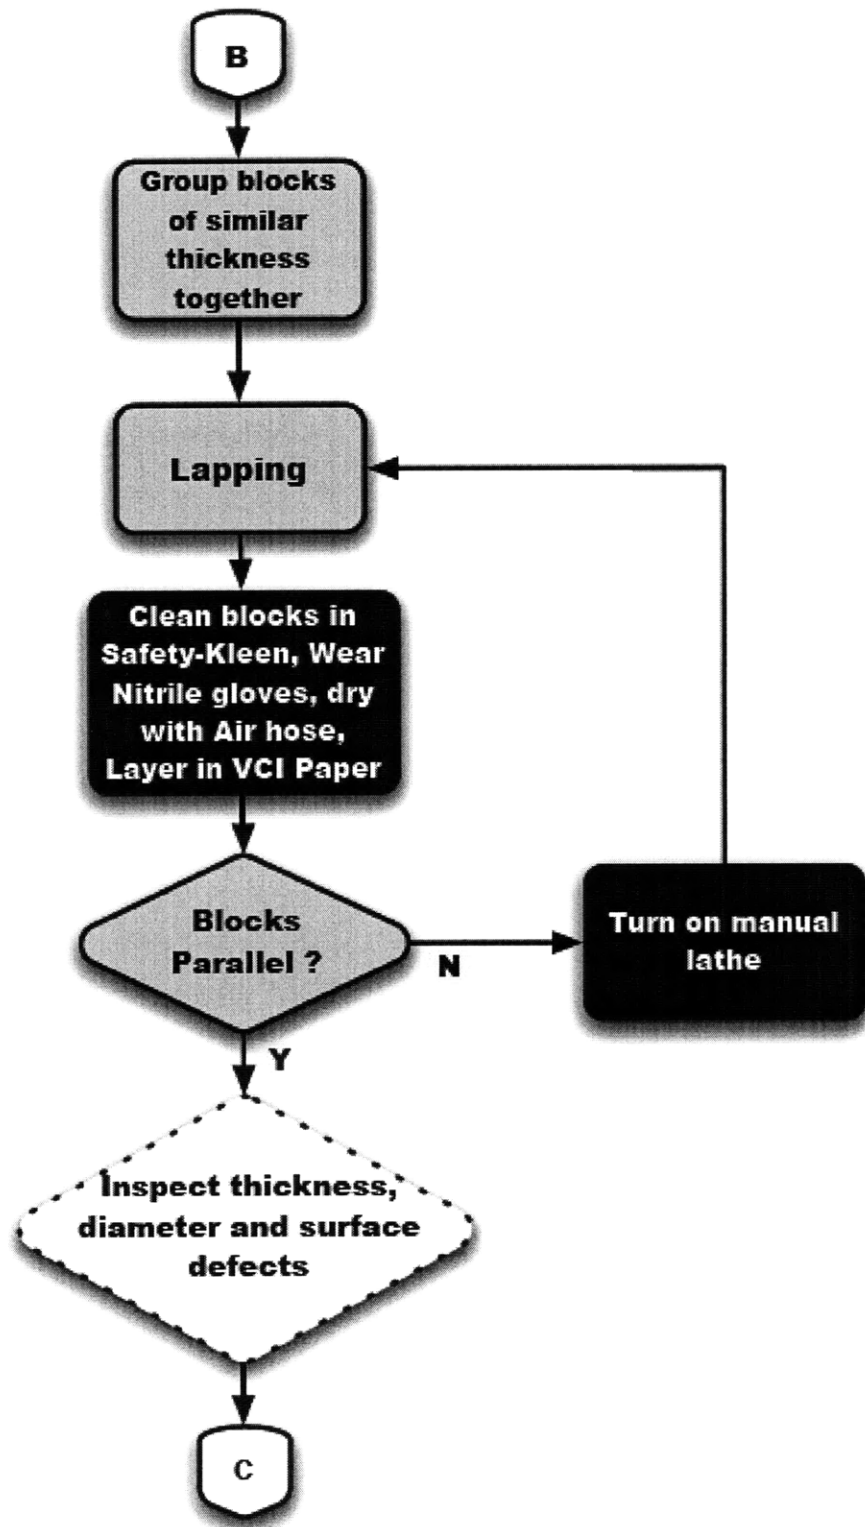 B
Group blocks
of similar
thickness
together
Lapping
Clean blocks in
Safety-Kleen, Wear
Nitrile gloves, dry
with Air hose,
Layer in VCI Paper
Blocks
Parallel ?
N
Turn on manual
lathe
Y
Inspect thickness,
diameter and surface
defects
C